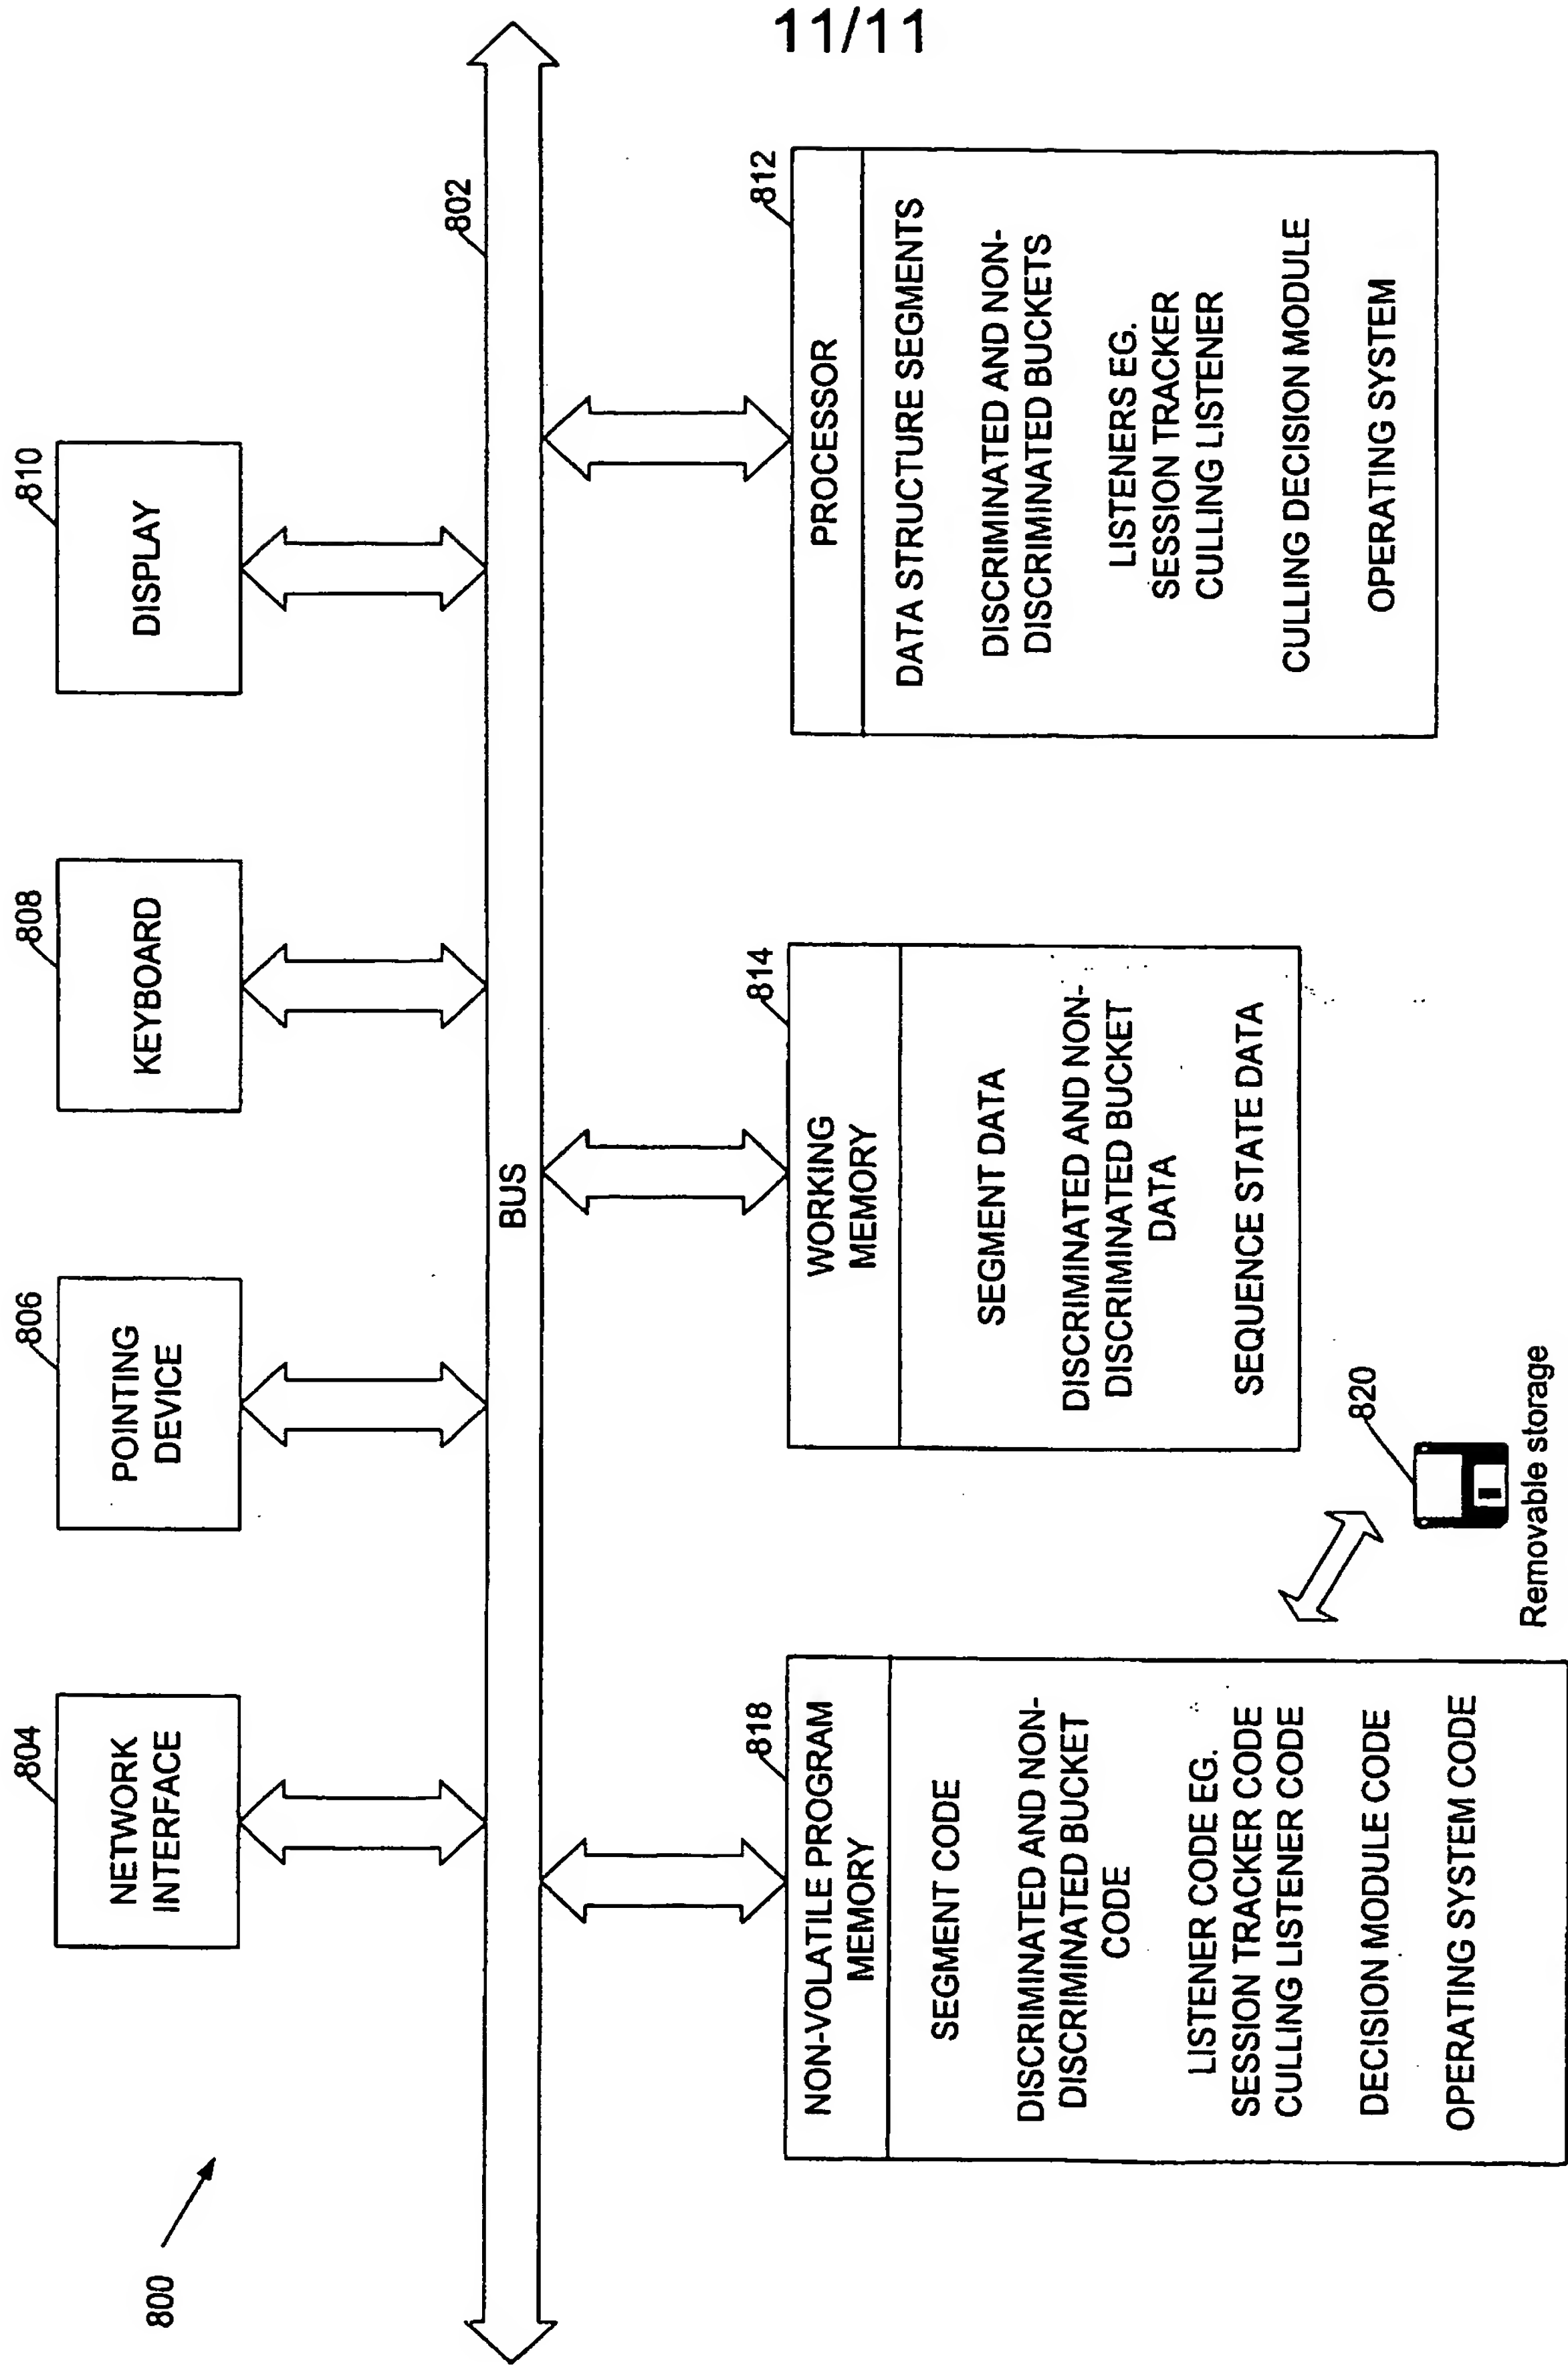 11/11
800
804
NETWORK
INTERFACE
806
POINTING
DEVICE
808
KEYBOARD
810
DISPLAY
802
BUS
818
NON-VOLATILE PROGRAM
MEMORY
SEGMENT CODE
DISCRIMINATED AND NON-
DISCRIMINATED BUCKET
CODE
LISTENER CODE EG.
SESSION TRACKER CODE
CULLING LISTENER CODE
DECISION MODULE CODE
OPERATING SYSTEM CODE
820
Removable storage
814
WORKING
MEMORY
SEGMENT DATA
DISCRIMINATED AND NON-
DISCRIMINATED BUCKET
DATA
SEQUENCE STATE DATA
812
PROCESSOR
DATA STRUCTURE SEGMENTS
DISCRIMINATED AND NON-
DISCRIMINATED BUCKETS
LISTENERS EG.
SESSION TRACKER
CULLING LISTENER
CULLING DECISION MODULE
OPERATING SYSTEM